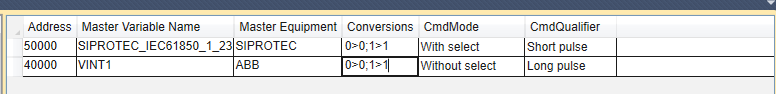 Address Master Variable Name Master Equipment Conversions CmdMode CmdQualifier
50000 SIPROTEC_IEC61850_1_23 SIPROTEC 0>0;1>1 With select Short pulse
40000 VINT1 ABB 0>0;1>1 Without select Long pulse